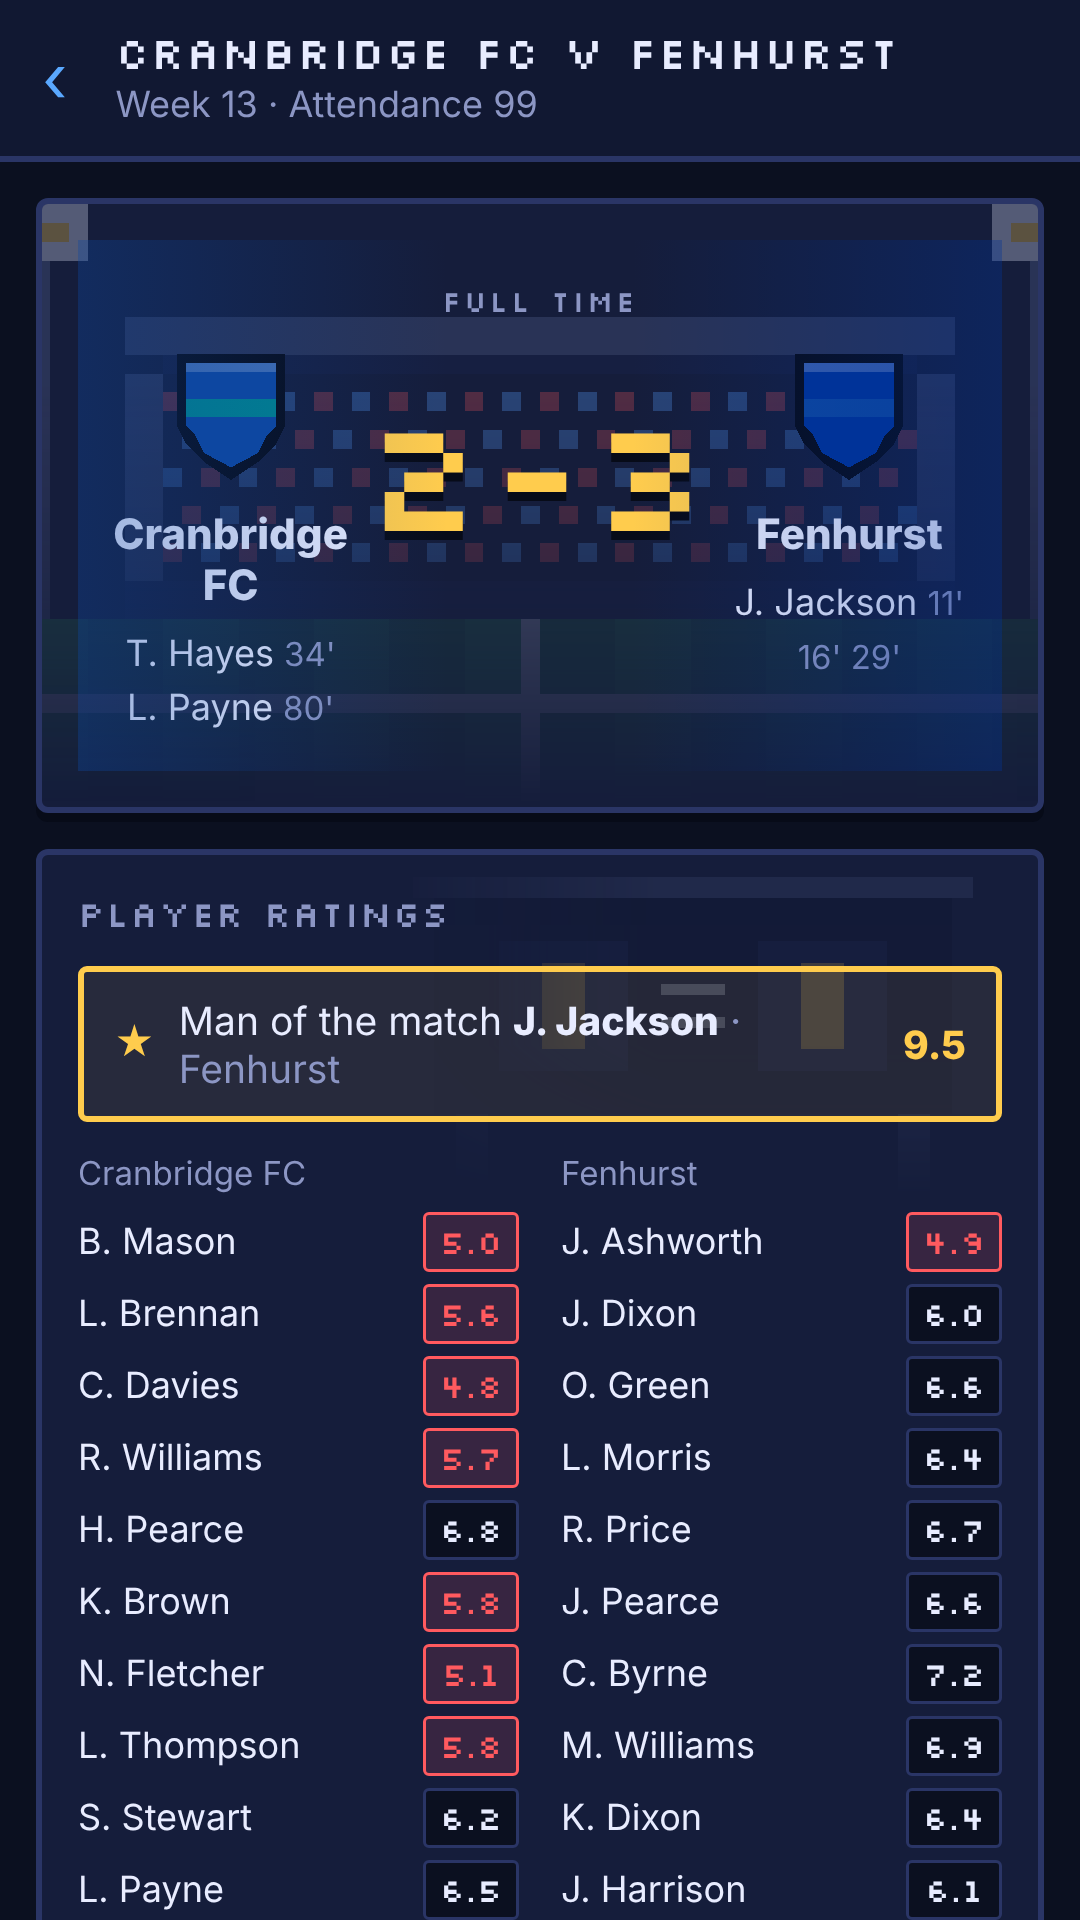 ‹ CRANBRIDGE FC V FENHURST
Week 13 · Attendance 99
FULL TIME
2-3
Cranbridge
FC
T. Hayes 34'
L. Payne 80'
Fenhurst
J. Jackson 11'
16' 29'
PLAYER RATINGS
★ Man of the match J. Jackson ·
Fenhurst
9.5
Cranbridge FC Fenhurst
B. Mason 5.0 J. Ashworth 4.9
L. Brennan 5.6 J. Dixon 6.0
C. Davies 4.8 O. Green 6.6
R. Williams 5.7 L. Morris 6.4
H. Pearce 6.8 R. Price 6.7
K. Brown 5.8 J. Pearce 6.6
N. Fletcher 5.1 C. Byrne 7.2
L. Thompson 5.8 M. Williams 6.9
S. Stewart 6.2 K. Dixon 6.4
L. Payne 6.5 J. Harrison 6.1